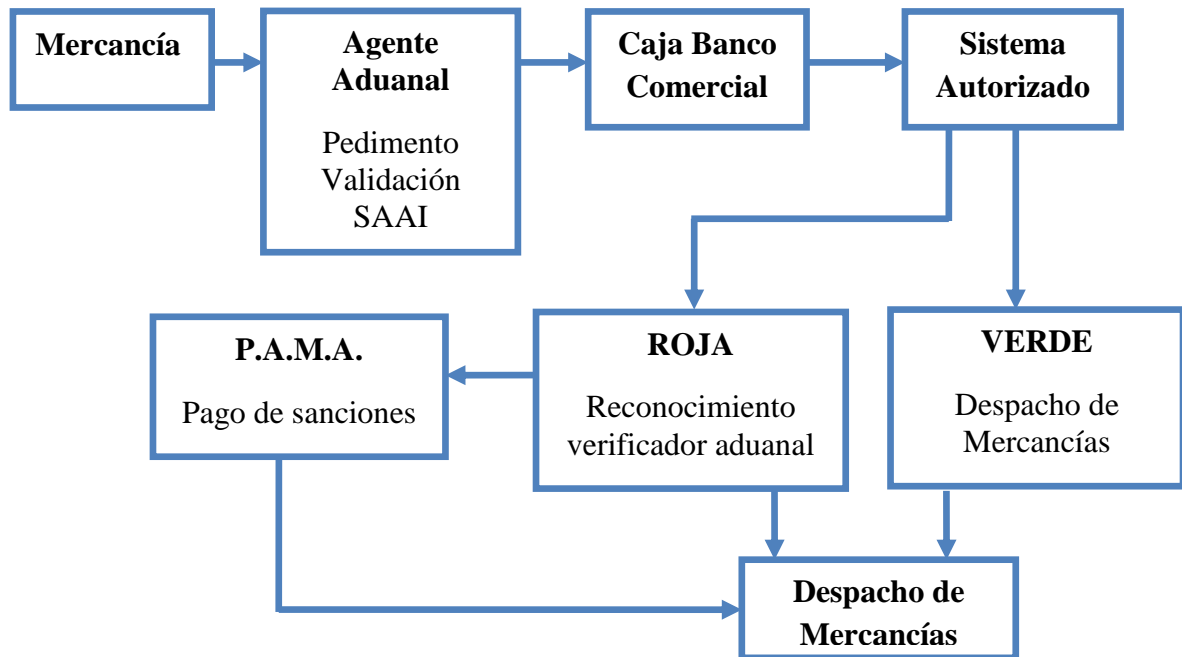 Mercancía
Agente
Aduanal
Pedimento
Validación
SAAI
Caja Banco
Comercial
Sistema
Autorizado
P.A.M.A.
Pago de sanciones
ROJA
Reconocimiento
verificador aduanal
VERDE
Despacho de
Mercancías
Despacho de
Mercancías